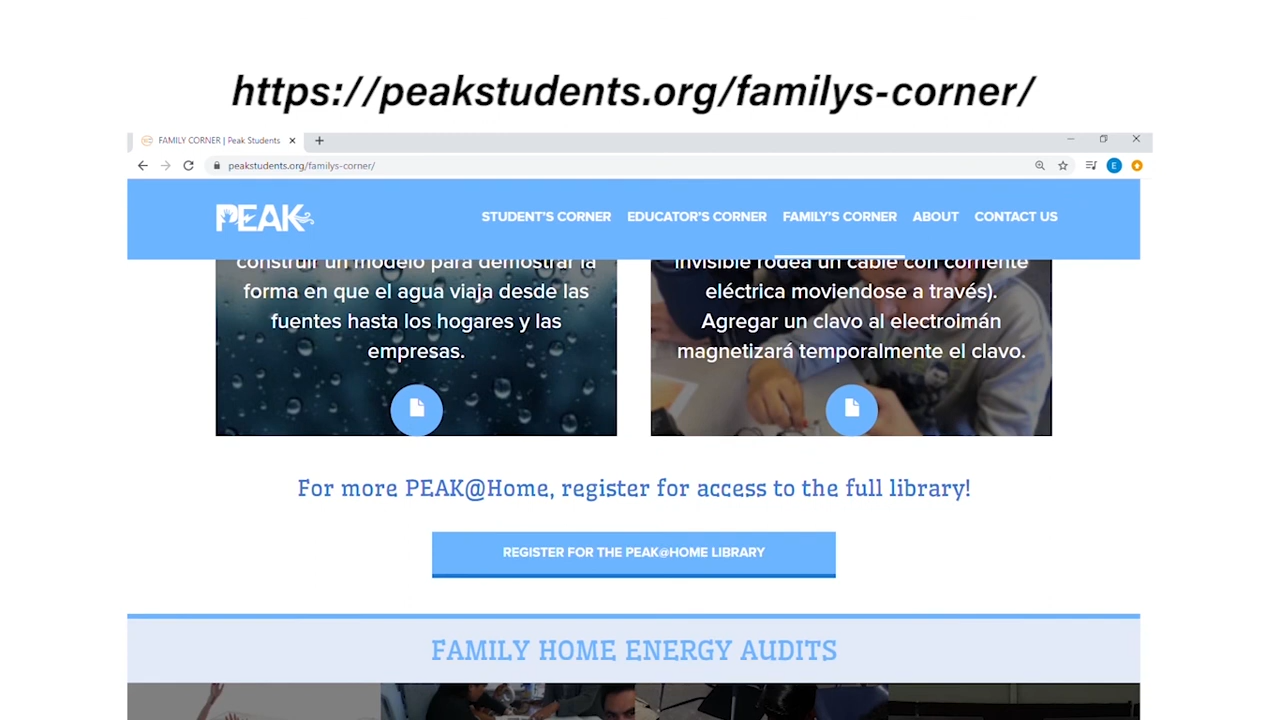 https://peakstudents.org/familys-corner/
FAMILY CORNER | Peak Students
peakstudents.org/familys-corner/
E
PEAK
STUDENT'S CORNER EDUCATOR'S CORNER FAMILY'S CORNER ABOUT CONTACT US
construir un modelo para demostrar la
forma en que el agua viaja desde las
fuentes hasta los hogares y las
empresas.
invisible rodea un cable con corriente
eléctrica moviendose a través).
Agregar un clavo al electroimán
magnetizará temporalmente el clavo.
For more PEAK@Home, register for access to the full library!
REGISTER FOR THE PEAK@HOME LIBRARY
FAMILY HOME ENERGY AUDITS